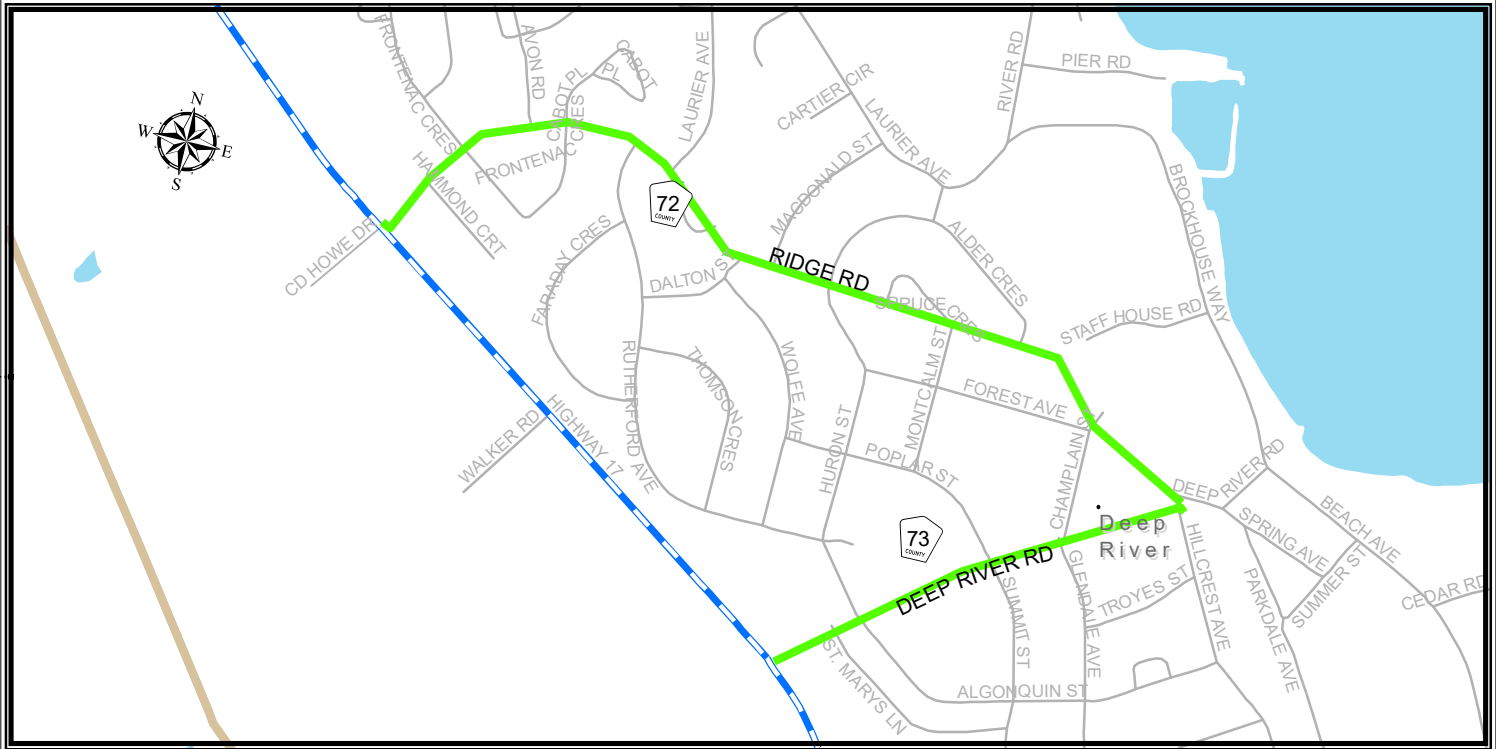 FRONTENAC CRES
AVON RD
CABOT PL
CABOT
PL
LAURIER AVE
RIVER RD
PIER RD
CARTIER CIR
LAURIER AVE
N
W
E
S
FRONTENAC
CRES
HAMMOND CRT
MACDONALD ST
BROCKHOUSE WAY
72
COUNTY
CD HOWE DR
FARADAY CRES
DALTON ST
RIDGE RD
ALDER CRES
SPRUCE CRES
STAFF HOUSE RD
RUTHERFORD AVE
THOMSON CRES
WOLFE AVE
MONTCALM ST
FOREST AVE
HIGHWAY 17
WALKER RD
HURON ST
POPLAR ST
CHAMPLAIN ST
DEEP RIVER RD
BEACH AVE
SPRING AVE
SUMMER ST
Deep
River
73
COUNTY
DEEP RIVER RD
SUMMIT ST
GLENDALE AVE
TROYES ST
HILLCREST AVE
PARKDALE AVE
CEDAR RD
ST. MARYS LN
ALGONQUIN ST